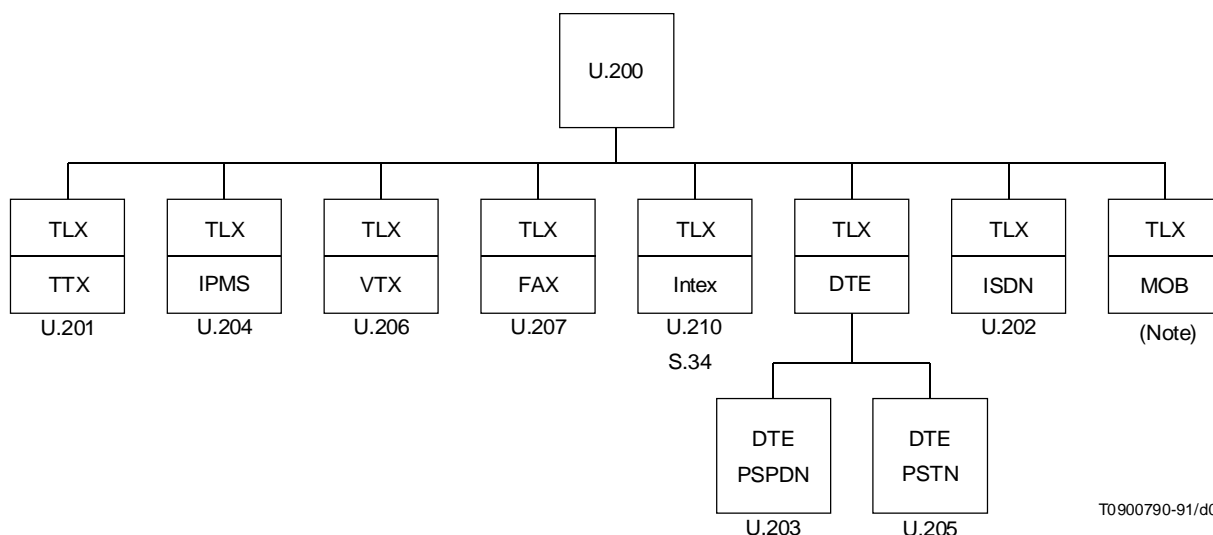 U.200
TLX TLX TLX TLX TLX TLX TLX TLX
TTX IPMS VTX FAX Intex DTE ISDN MOB
U.201 U.204 U.206 U.207 U.210 U.202 (Note)
S.34
DTE DTE
PSPDN PSTN
U.203 U.205
T0900790-91/d0